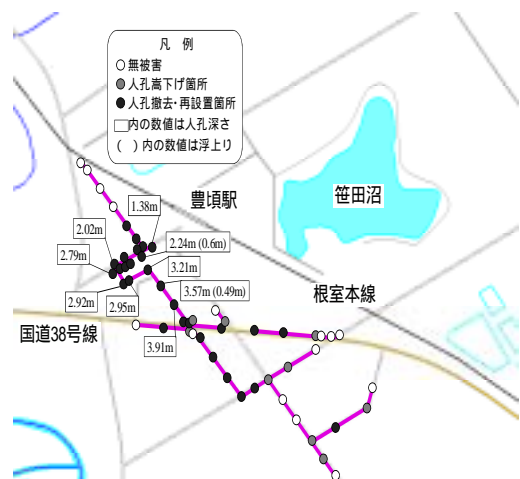 凡 例
無被害
人孔嵩下げ箇所
人孔撤去・再設置箇所
内の数値は人孔深さ
( )内の数値は浮上り
豊頃駅
笹田沼
1.38m
2.02m
2.24m (0.6m)
2.79m
3.21m
3.57m (0.49m)
2.92m
2.95m
根室本線
国道38号線
3.91m